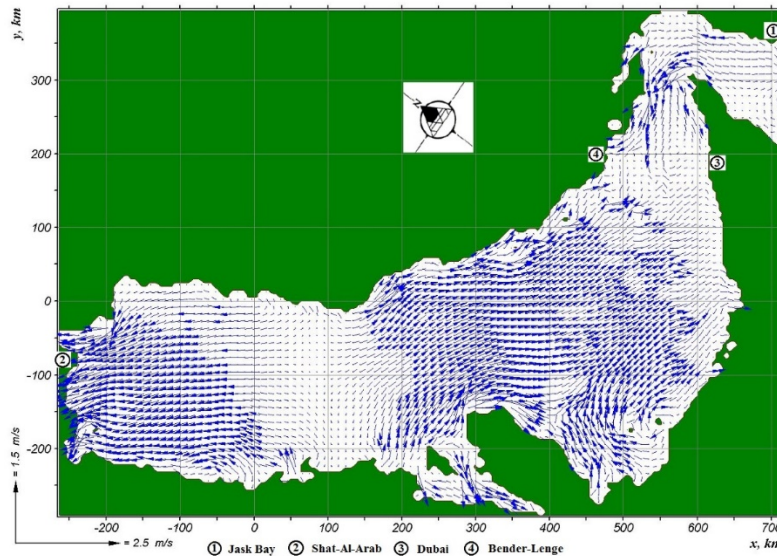 y, km
300
200
100
0
-100
-200
N
①
④
③
②
= 1.5 m/s
-200 -100 0 100 200 300 400 500 600 700
x, km
= 2.5 m/s
① Jask Bay ② Shat-Al-Arab ③ Dubai ④ Bender-Lenge